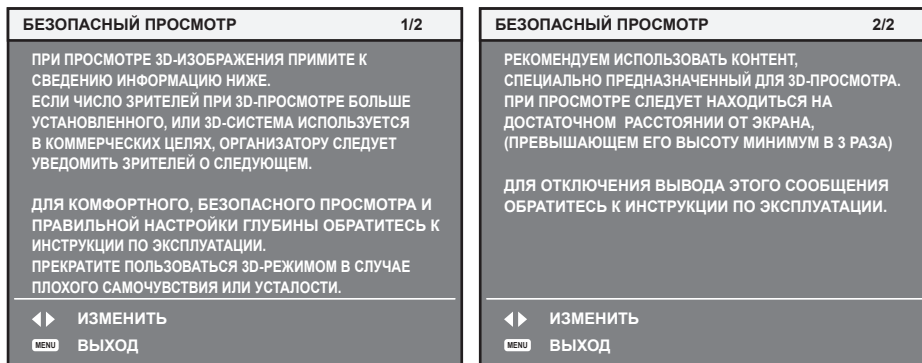 БЕЗОПАСНЫЙ ПРОСМОТР 1/2
ПРИ ПРОСМОТРЕ 3D-ИЗОБРАЖЕНИЯ ПРИМИТЕ К
СВЕДЕНИЮ ИНФОРМАЦИЮ НИЖЕ.
ЕСЛИ ЧИСЛО ЗРИТЕЛЕЙ ПРИ 3D-ПРОСМОТРЕ БОЛЬШЕ
УСТАНОВЛЕННОГО, ИЛИ 3D-СИСТЕМА ИСПОЛЬЗУЕТСЯ
В КОММЕРЧЕСКИХ ЦЕЛЯХ, ОРГАНИЗАТОРУ СЛЕДУЕТ
УВЕДОМИТЬ ЗРИТЕЛЕЙ О СЛЕДУЮЩЕМ.
ДЛЯ КОМФОРТНОГО, БЕЗОПАСНОГО ПРОСМОТРА И
ПРАВИЛЬНОЙ НАСТРОЙКИ ГЛУБИНЫ ОБРАТИТЕСЬ К
ИНСТРУКЦИИ ПО ЭКСПЛУАТАЦИИ.
ПРЕКРАТИТЕ ПОЛЬЗОВАТЬСЯ 3D-РЕЖИМОМ В СЛУЧАЕ
ПЛОХОГО САМОЧУВСТВИЯ ИЛИ УСТАЛОСТИ.
ИЗМЕНИТЬ
MENU ВЫХОД
БЕЗОПАСНЫЙ ПРОСМОТР 2/2
РЕКОМЕНДУЕМ ИСПОЛЬЗОВАТЬ КОНТЕНТ,
СПЕЦИАЛЬНО ПРЕДНАЗНАЧЕННЫЙ ДЛЯ 3D-ПРОСМОТРА.
ПРИ ПРОСМОТРЕ СЛЕДУЕТ НАХОДИТЬСЯ НА
ДОСТАТОЧНОМ РАССТОЯНИИ ОТ ЭКРАНА,
(ПРЕВЫШАЮЩЕМ ЕГО ВЫСОТУ МИНИМУМ В 3 РАЗА)
ДЛЯ ОТКЛЮЧЕНИЯ ВЫВОДА ЭТОГО СООБЩЕНИЯ
ОБРАТИТЕСЬ К ИНСТРУКЦИИ ПО ЭКСПЛУАТАЦИИ.
ИЗМЕНИТЬ
MENU ВЫХОД